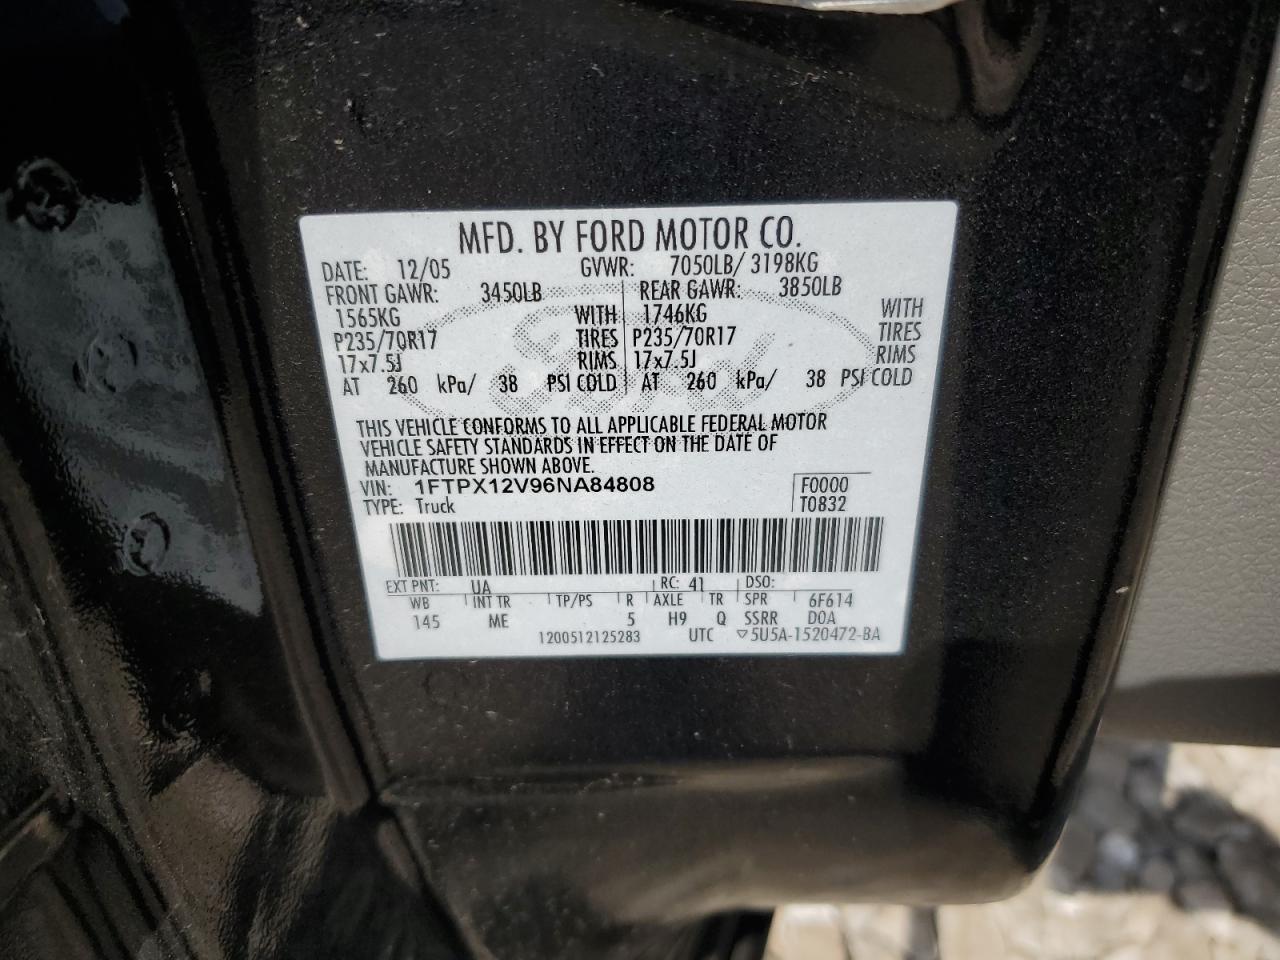 MFD. BY FORD MOTOR CO.
DATE: 12/05 GVWR: 7050LB/ 3198KG
FRONT GAWR: 3450LB REAR GAWR: 3850LB
1565KG WITH 1746KG WITH
P235/70R17 TIRES P235/70R17 TIRES
17x7.5J RIMS 17x7.5J RIMS
AT 260 kPa/ 38 PSI COLD AT 260 kPa/ 38 PSI COLD
THIS VEHICLE CONFORMS TO ALL APPLICABLE FEDERAL MOTOR
VEHICLE SAFETY STANDARDS IN EFFECT ON THE DATE OF
MANUFACTURE SHOWN ABOVE.
VIN: 1FTPX12V96NA84808 F0000
TYPE: Truck T0832
EXT PNT: UA RC: 41 DSO:
WB INT TR TP/PS R AXLE TR SPR 6F614
145 ME 5 H9 Q SSRR DOA
1200512125283 UTC ▽5U5A-1520472-BA
Ford